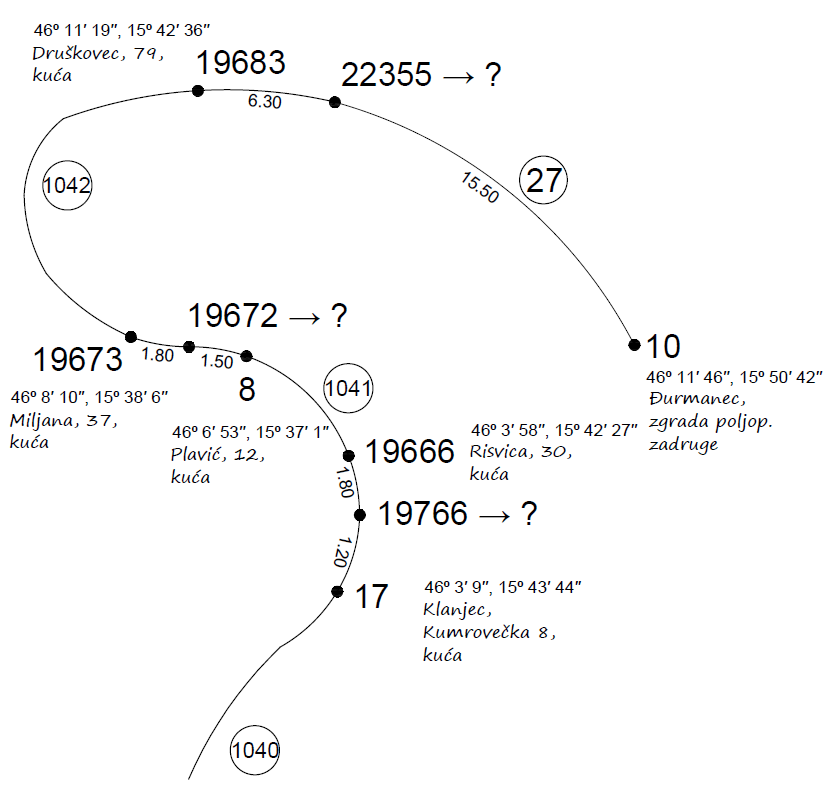 46º 11′ 19″, 15º 42′ 36″
Druškovec, 79,
kuća
19683
22355 → ?
6.30
1042
15.50
27
19672 → ?
19673
1.80
1.50
8
1041
10
46º 11′ 46″, 15º 50′ 42″
Đurmanec,
zgrada poljop.
zadruge
46º 8′ 10″, 15º 38′ 6″
Miljana, 37,
kuća
46º 6′ 53″, 15º 37′ 1″
Plavić, 12,
kuća
19666
46º 3′ 58″, 15º 42′ 27″
Risvica, 30,
kuća
1.80
19766 → ?
1.20
17
46º 3′ 9″, 15º 43′ 44″
Klanjec,
Kumrovečka 8,
kuća
1040